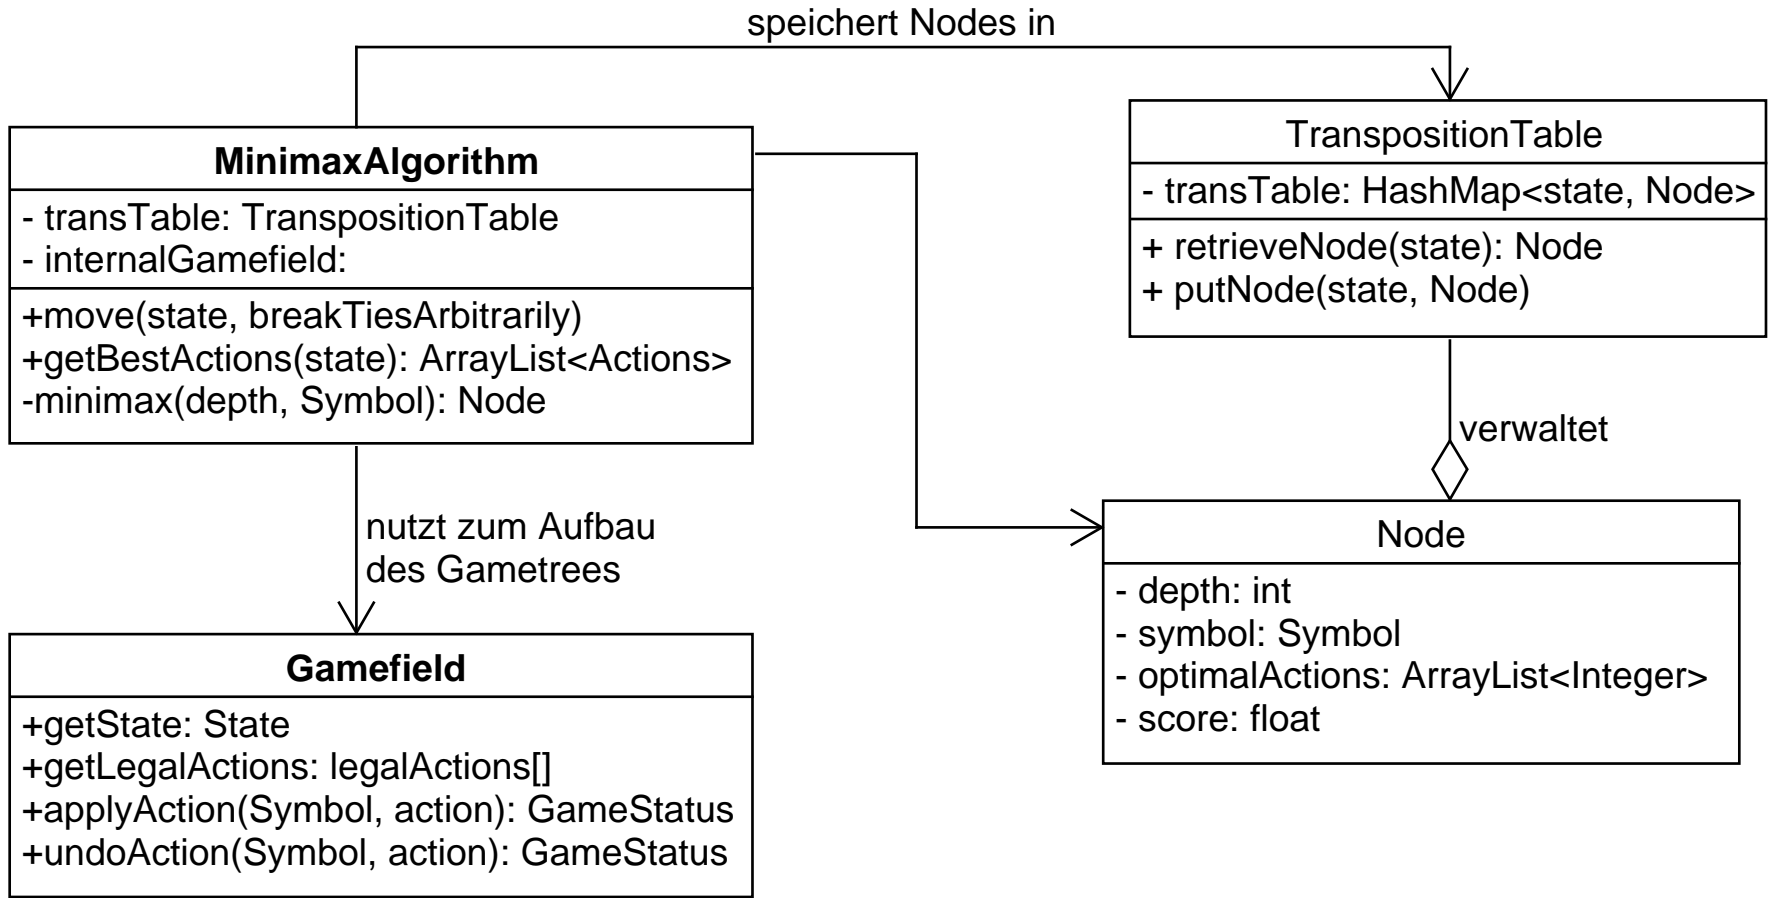 speichert Nodes in
MinimaxAlgorithm
- transTable: TranspositionTable
- internalGamefield:
+move(state, breakTiesArbitrarily)
+getBestActions(state): ArrayList<Actions>
-minimax(depth, Symbol): Node
TranspositionTable
- transTable: HashMap<state, Node>
+ retrieveNode(state): Node
+ putNode(state, Node)
verwaltet
nutzt zum Aufbau
des Gametrees
Node
- depth: int
- symbol: Symbol
- optimalActions: ArrayList<Integer>
- score: float
Gamefield
+getState: State
+getLegalActions: legalActions[]
+applyAction(Symbol, action): GameStatus
+undoAction(Symbol, action): GameStatus